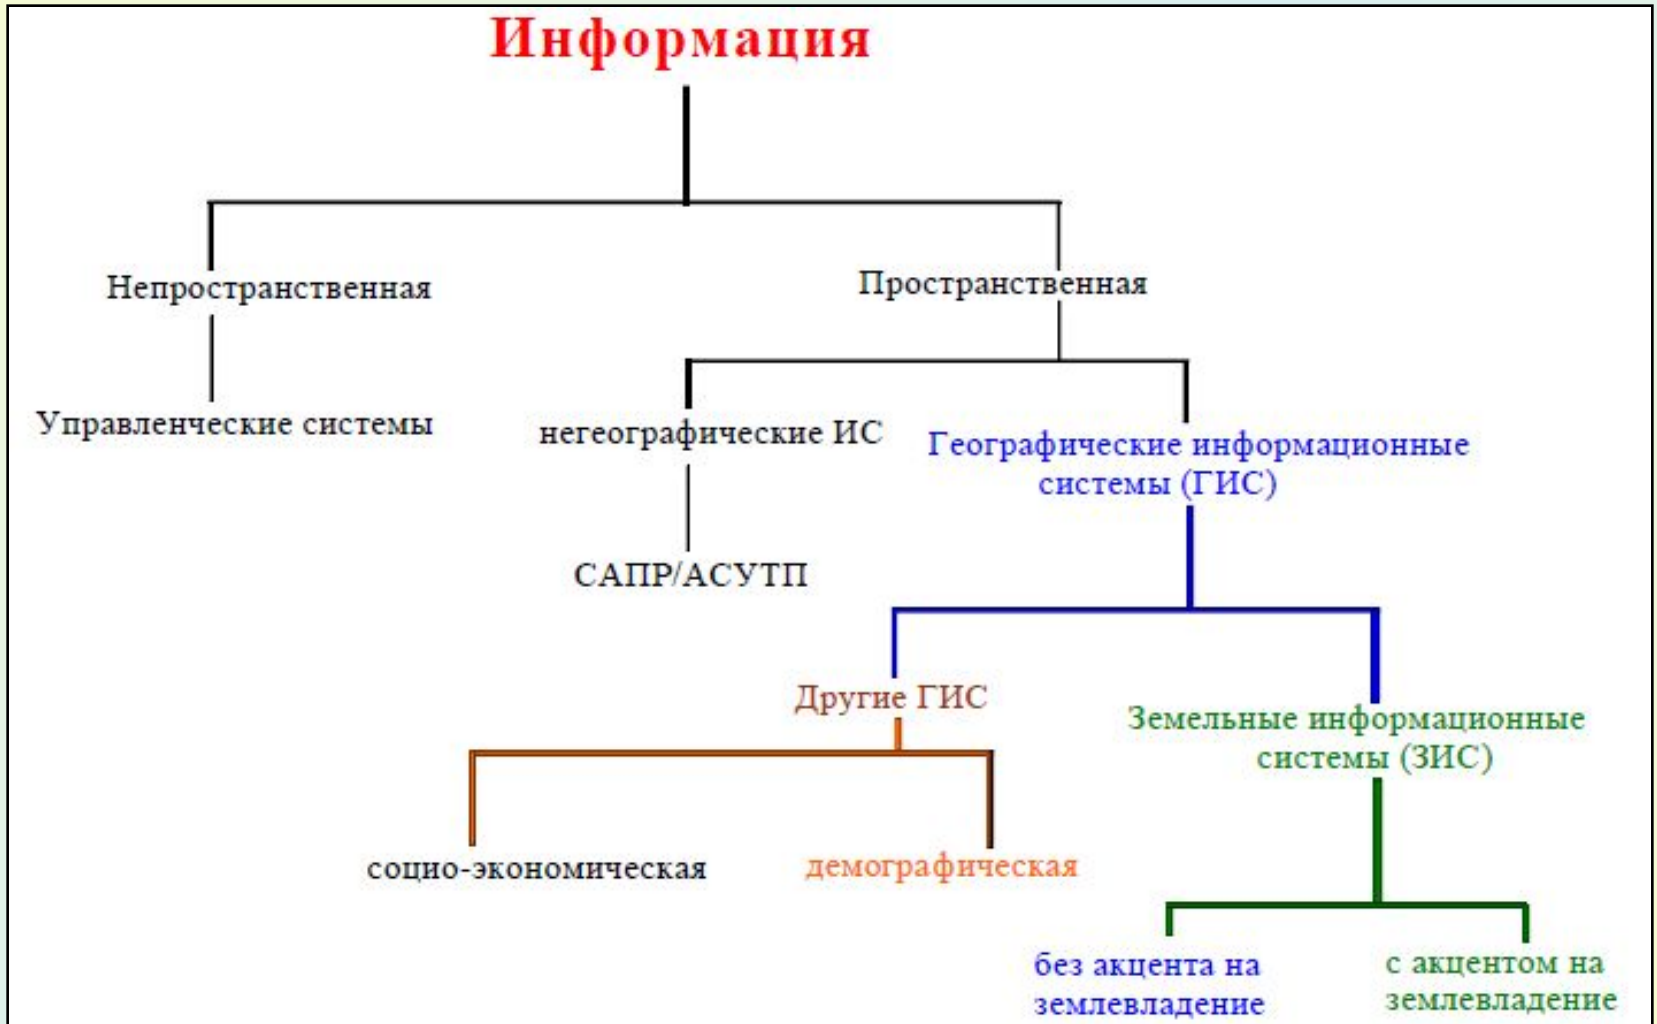 Информация
Непространственная
Пространственная
Управленческие системы
негеографические ИС
Географические информационные
системы (ГИС)
САПР/АСУТП
Другие ГИС
Земельные информационные
системы (ЗИС)
социо-экономическая
демографическая
без акцента на
землевладение
с акцентом на
землевладение